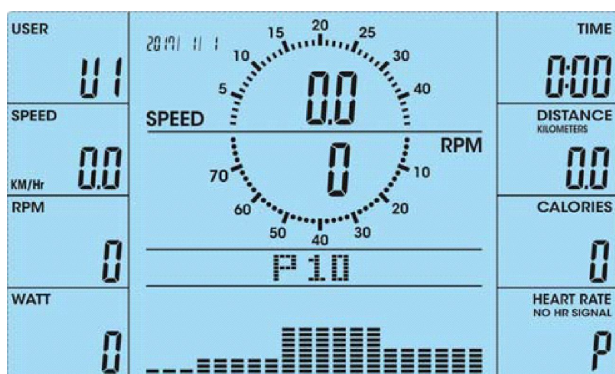 USER
U1
SPEED
KM/Hr 0.0
RPM
0
WATT
0
2017/ 1/ 1
5 10 15 20 25 30 40
0.0
SPEED
RPM
0
70 60 50 40 30 20 10
P10
TIME
0:00
DISTANCE
KILOMETERS
0.0
CALORIES
0
HEART RATE
NO HR SIGNAL
P